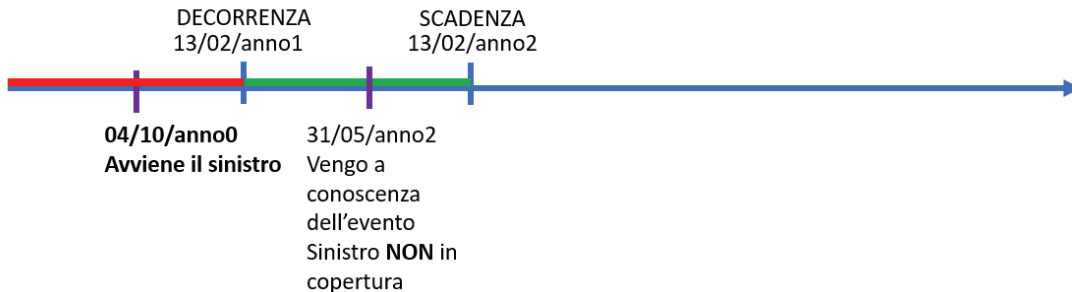 DECORRENZA
13/02/anno1
SCADENZA
13/02/anno2
04/10/anno0
Avviene il sinistro
31/05/anno2
Vengo a
conoscenza
dell'evento
Sinistro NON in
copertura